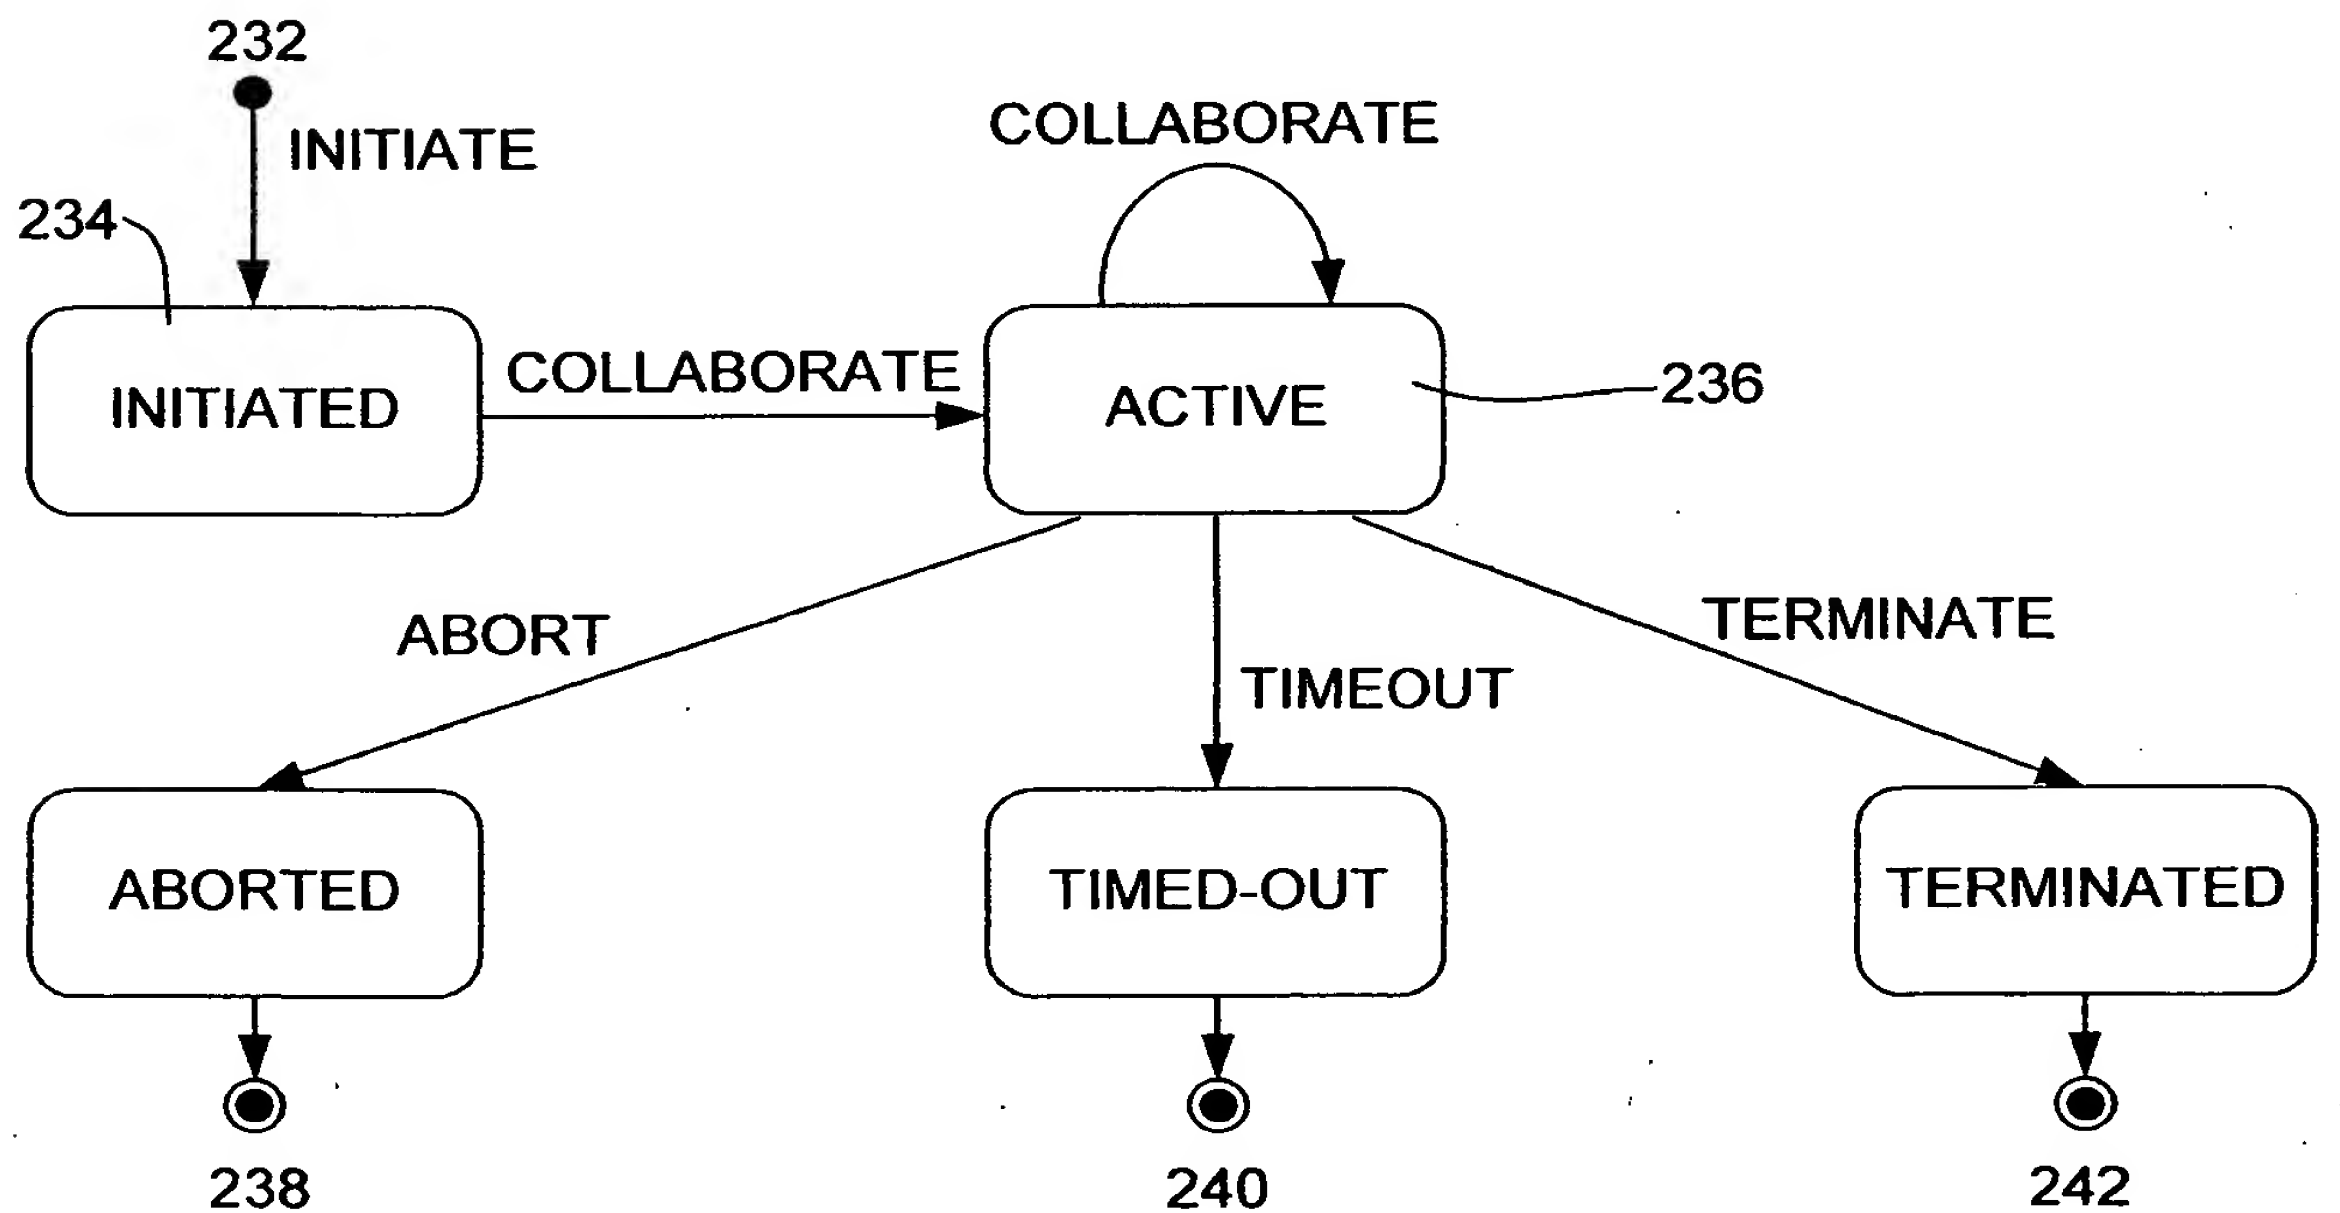 232
INITIATE
COLLABORATE
234
COLLABORATE
INITIATED
ACTIVE
236
ABORT
TIMEOUT
TERMINATE
ABORTED
TIMED-OUT
TERMINATED
238
240
242